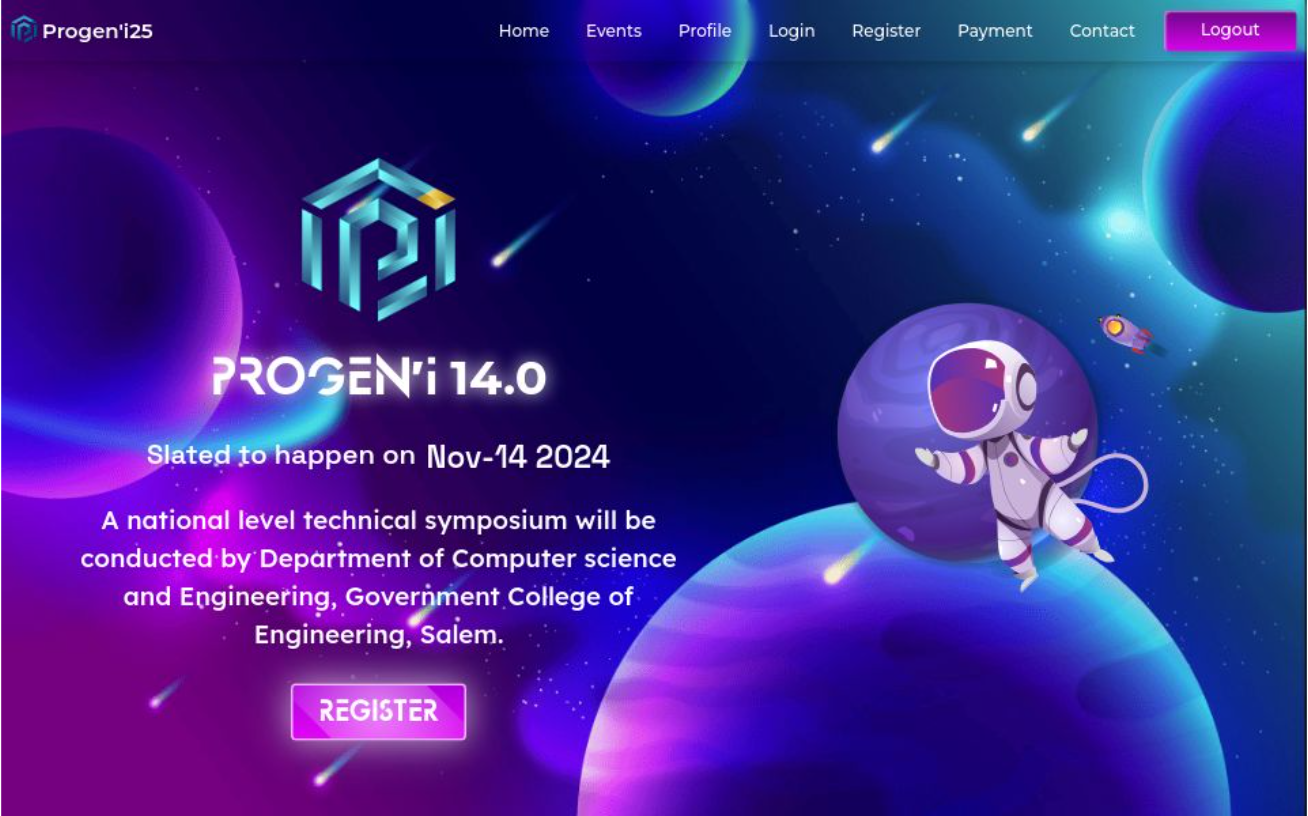 Progen'i25
Home Events Profile Login Register Payment Contact Logout
PROGEN'i 14.0
Slated to happen on Nov-14 2024
A national level technical symposium will be
conducted by Department of Computer science
and Engineering, Government College of
Engineering, Salem.
REGISTER